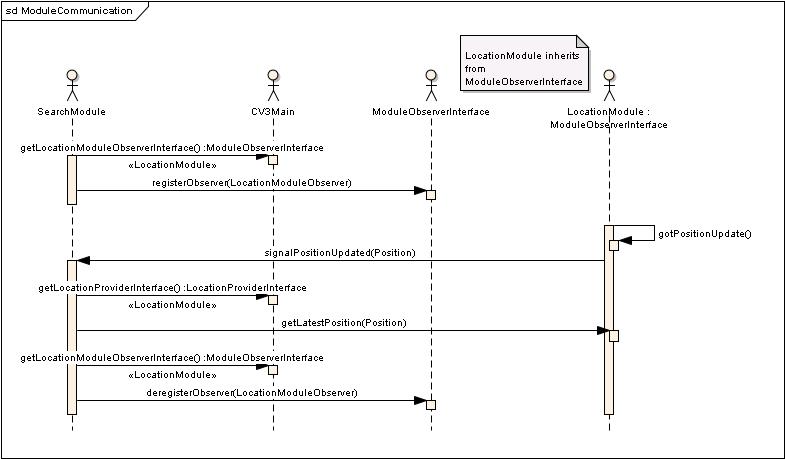 sd ModuleCommunication
LocationModule inherits
from
ModuleObserverInterface
SearchModule
CV3Main
ModuleObserverInterface
LocationModule :
ModuleObserverInterface
getLocationModuleObserverInterface() :ModuleObserverInterface
«LocationModule»
registerObserver(LocationModuleObserver)
gotPositionUpdate()
signalPositionUpdated(Position)
getLocationProviderInterface() :LocationProviderInterface
«LocationModule»
getLatestPosition(Position)
getLocationModuleObserverInterface() :ModuleObserverInterface
«LocationModule»
deregisterObserver(LocationModuleObserver)